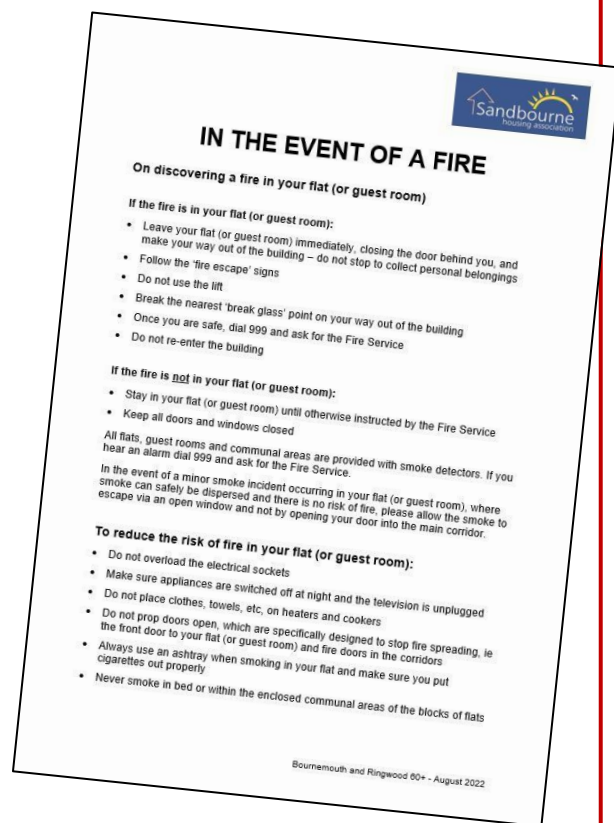 Sandbourne
housing association
IN THE EVENT OF A FIRE
On discovering a fire in your flat (or guest room)
If the fire is in your flat (or guest room):
• Leave your flat (or guest room) immediately, closing the door behind you, and
make your way out of the building – do not stop to collect personal belongings
• Follow the 'fire escape' signs
• Do not use the lift
• Break the nearest 'break glass' point on your way out of the building
• Once you are safe, dial 999 and ask for the Fire Service
• Do not re-enter the building
If the fire is not in your flat (or guest room):
• Stay in your flat (or guest room) until otherwise instructed by the Fire Service
• Keep all doors and windows closed
All flats, guest rooms and communal areas are provided with smoke detectors. If you
hear an alarm dial 999 and ask for the Fire Service.
In the event of a minor smoke incident occurring in your flat (or guest room), where
smoke can safely be dispersed and there is no risk of fire, please allow the smoke to
escape via an open window and not by opening your door into the main corridor.
To reduce the risk of fire in your flat (or guest room):
• Do not overload the electrical sockets
• Make sure appliances are switched off at night and the television is unplugged
• Do not place clothes, towels, etc, on heaters and cookers
• Do not prop doors open, which are specifically designed to stop fire spreading, ie
the front door to your flat (or guest room) and fire doors in the corridors
• Always use an ashtray when smoking in your flat and make sure you put
cigarettes out properly
• Never smoke in bed or within the enclosed communal areas of the blocks of flats
Bournemouth and Ringwood 60+ - August 2022